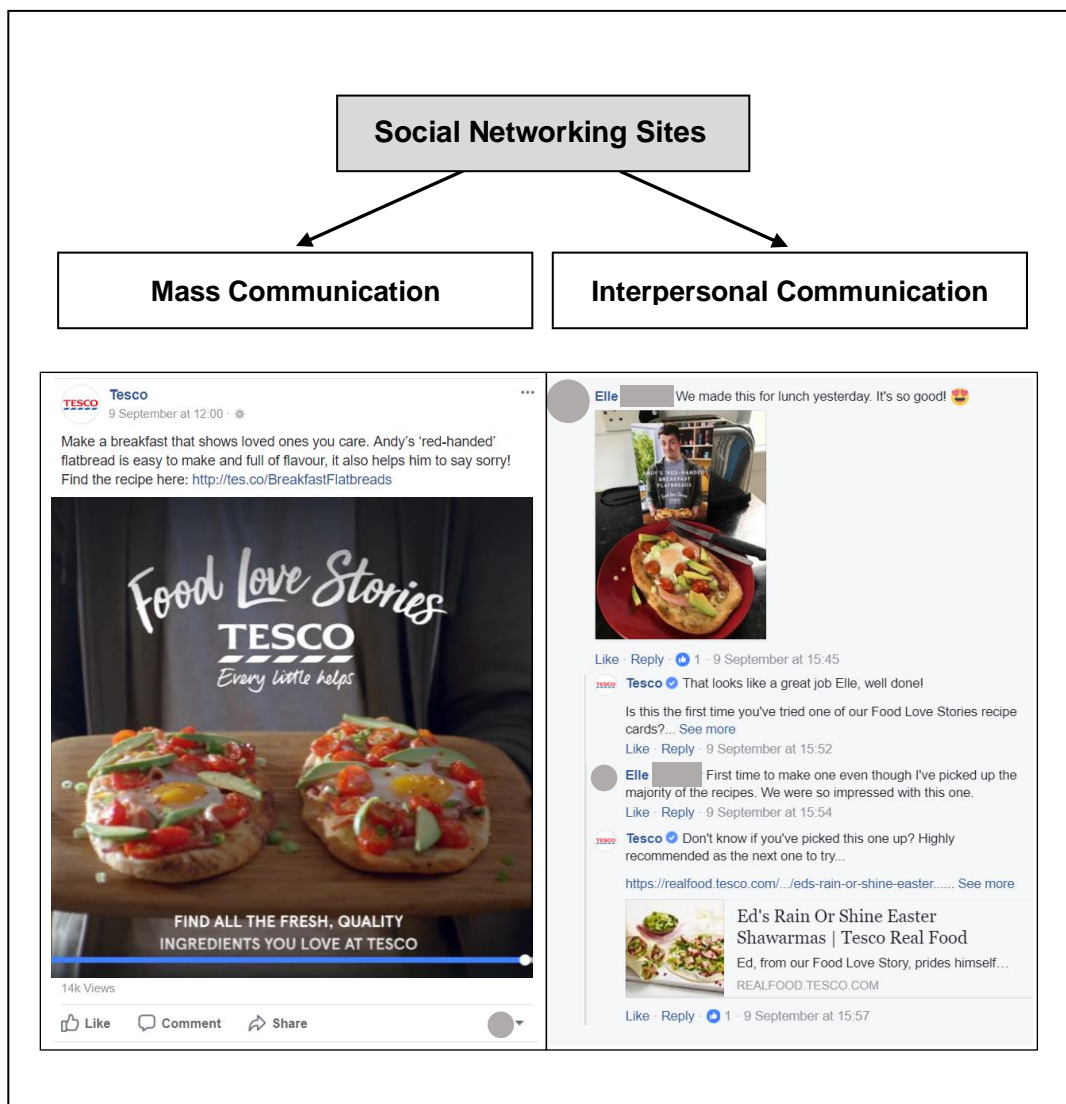 Social Networking Sites
Mass Communication
Interpersonal Communication
TESCO
Tesco
9 September at 12:00 ·
Make a breakfast that shows loved ones you care. Andy's 'red-handed'
flatbread is easy to make and full of flavour, it also helps him to say sorry!
Find the recipe here: http://tes.co/BreakfastFlatbreads
Food Love Stories
TESCO
Every little helps
FIND ALL THE FRESH, QUALITY
INGREDIENTS YOU LOVE AT TESCO
14k Views
Like Comment Share
Elle We made this for lunch yesterday. It's so good! 😍
ANDY'S 'RED-HANDED'
BREAKFAST
FLATBREADS
Food Love Stories
Like · Reply · 1 · 9 September at 15:45
TESCO
Tesco That looks like a great job Elle, well done!
Is this the first time you've tried one of our Food Love Stories recipe
cards?... See more
Like · Reply · 9 September at 15:52
Elle First time to make one even though I've picked up the
majority of the recipes. We were so impressed with this one.
Like · Reply · 9 September at 15:54
TESCO
Tesco Don't know if you've picked this one up? Highly
recommended as the next one to try...
https://realfood.tesco.com/.../eds-rain-or-shine-easter...... See more
Ed's Rain Or Shine Easter
Shawarmas | Tesco Real Food
Ed, from our Food Love Story, prides himself…
REALFOOD.TESCO.COM
Like · Reply · 1 · 9 September at 15:57